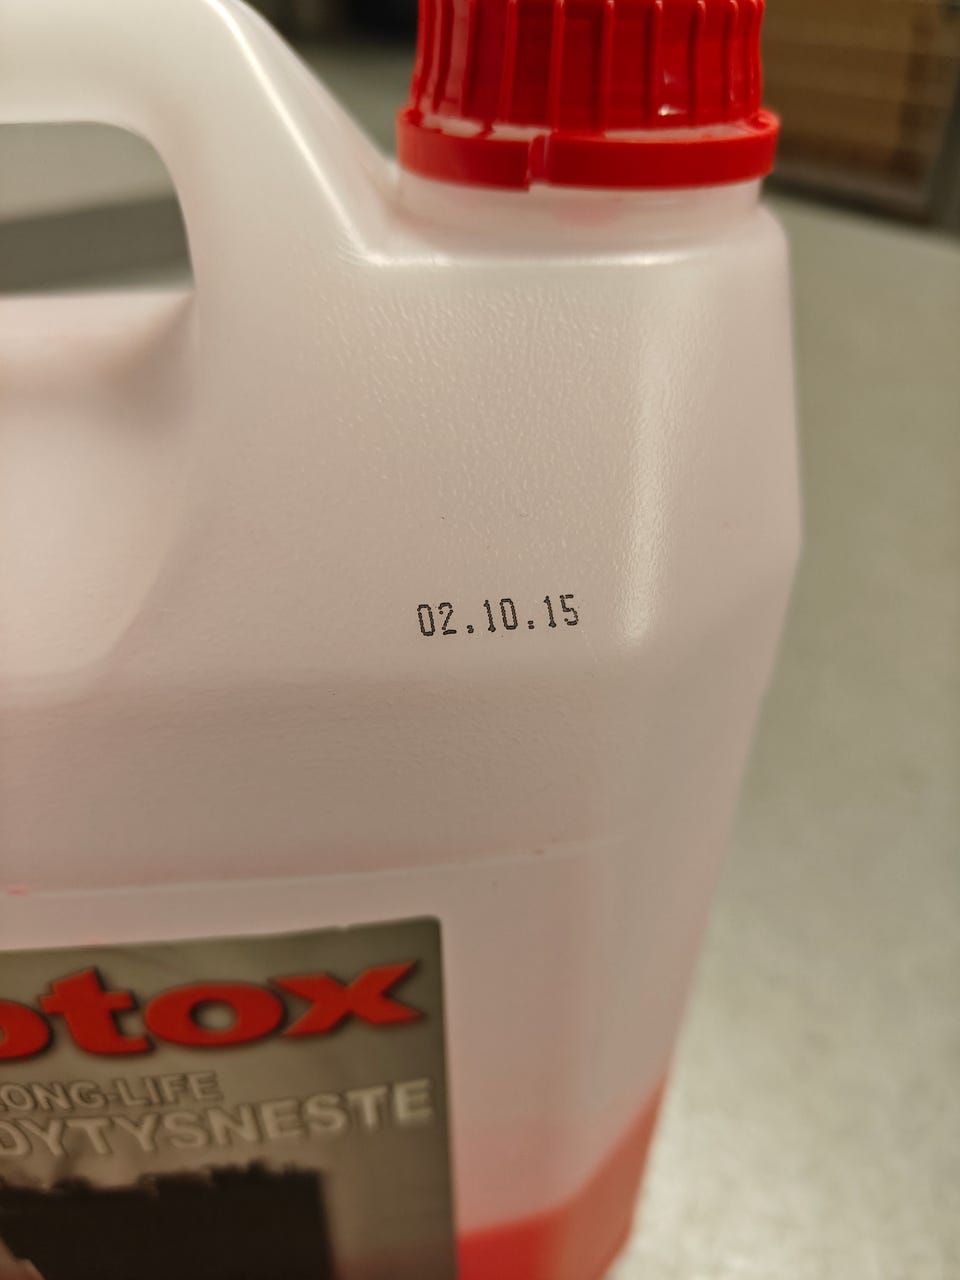 02.10.15
otox
LONG-LIFE
DYTYSNESTE